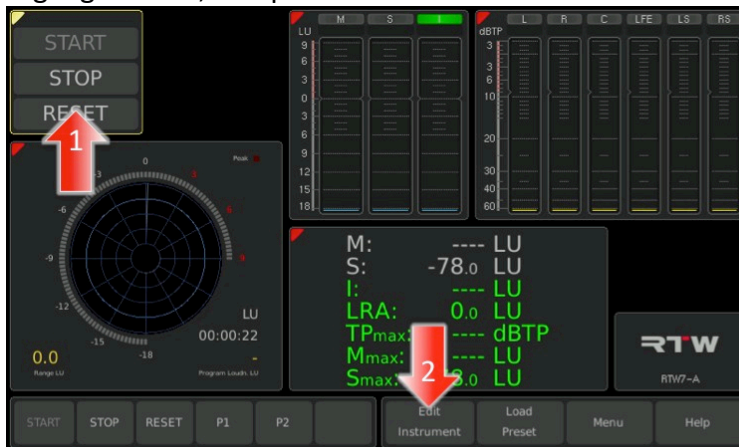 START
STOP
RESET
1
LU
M S I
9
6
3
0
3
6
9
12
15
18
dBTP
L R C LFE LS RS
3
3
6
10
20
30
40
60
Peak
0
-3
3
-6
6
-9
9
-12
-15
-18
LU
00:00:22
0.0
-
Range LU
Program Loudn. LU
M: ---- LU
S: -78.0 LU
I: ---- LU
LRA: 0.0 LU
TPmax: ---- dBTP
Mmax: ---- LU
Smax: .0 LU
2
RTW
RTW7~A
START STOP RESET P1 P2
Edit Instrument
Load Preset
Menu
Help